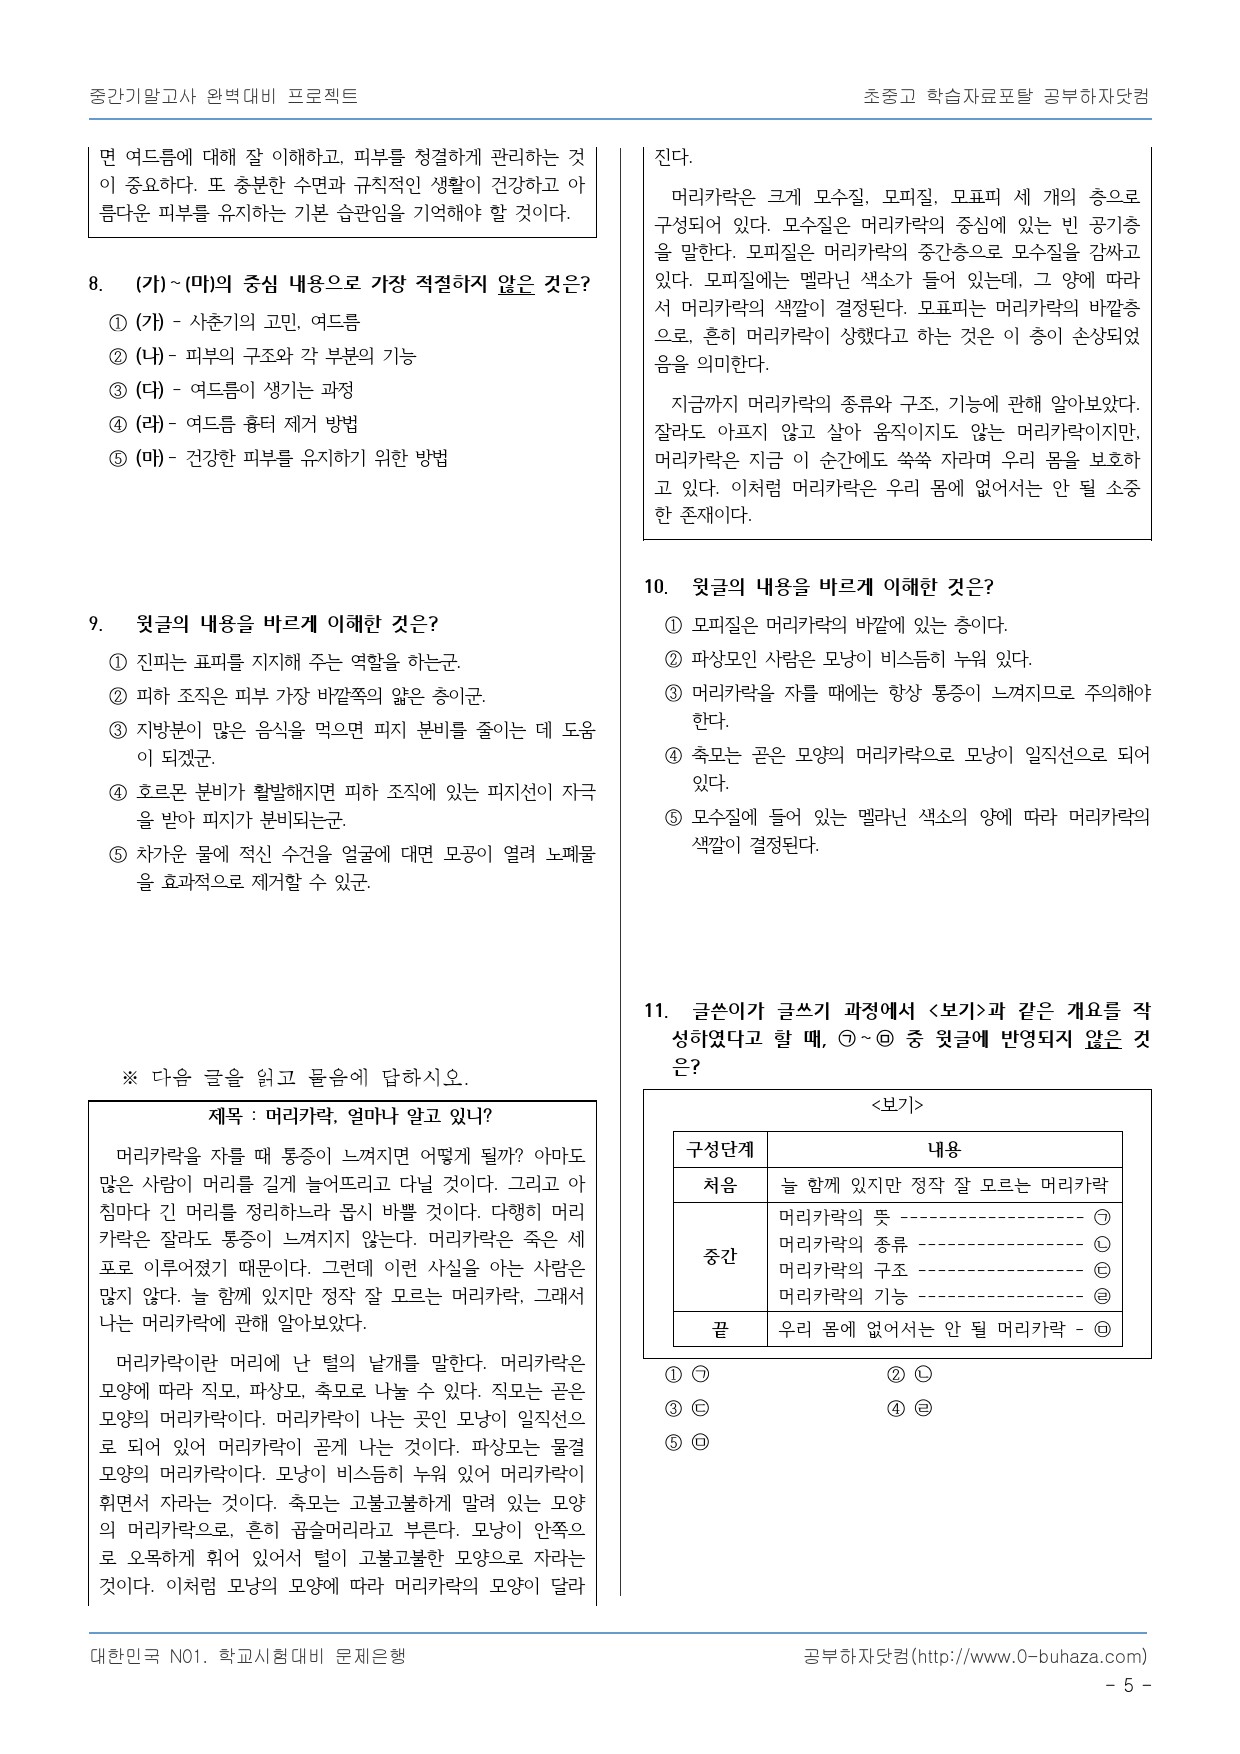 중간기말고사 완벽대비 프로젝트
초중고 학습자료포탈 공부하자닷컴
면 여드름에 대해 잘 이해하고, 피부를 청결하게 관리하는 것
이 중요하다. 또 충분한 수면과 규칙적인 생활이 건강하고 아
름다운 피부를 유지하는 기본 습관임을 기억해야 할 것이다.
8. (가)~(마)의 중심 내용으로 가장 적절하지 않은 것은?
① (가) - 사춘기의 고민, 여드름
② (나)- 피부의 구조와 각 부분의 기능
③ (다) - 여드름이 생기는 과정
④ (라)- 여드름 흉터 제거 방법
⑤ (마)- 건강한 피부를 유지하기 위한 방법
9. 윗글의 내용을 바르게 이해한 것은?
① 진피는 표피를 지지해 주는 역할을 하는군.
② 피하 조직은 피부 가장 바깥쪽의 얇은 층이군.
③ 지방분이 많은 음식을 먹으면 피지 분비를 줄이는 데 도움
이 되겠군.
④ 호르몬 분비가 활발해지면 피하 조직에 있는 피지선이 자극
을 받아 피지가 분비되는군.
⑤ 차가운 물에 적신 수건을 얼굴에 대면 모공이 열려 노폐물
을 효과적으로 제거할 수 있군.
※ 다음 글을 읽고 물음에 답하시오.
제목 : 머리카락, 얼마나 알고 있니?
머리카락을 자를 때 통증이 느껴지면 어떻게 될까? 아마도
많은 사람이 머리를 길게 늘어뜨리고 다닐 것이다. 그리고 아
침마다 긴 머리를 정리하느라 몹시 바쁠 것이다. 다행히 머리
카락은 잘라도 통증이 느껴지지 않는다. 머리카락은 죽은 세
포로 이루어졌기 때문이다. 그런데 이런 사실을 아는 사람은
많지 않다. 늘 함께 있지만 정작 잘 모르는 머리카락, 그래서
나는 머리카락에 관해 알아보았다.
머리카락이란 머리에 난 털의 낱개를 말한다. 머리카락은
모양에 따라 직모, 파상모, 축모로 나눌 수 있다. 직모는 곧은
모양의 머리카락이다. 머리카락이 나는 곳인 모낭이 일직선으
로 되어 있어 머리카락이 곧게 나는 것이다. 파상모는 물결
모양의 머리카락이다. 모낭이 비스듬히 누워 있어 머리카락이
휘면서 자라는 것이다. 축모는 고불고불하게 말려 있는 모양
의 머리카락으로, 흔히 곱슬머리라고 부른다. 모낭이 안쪽으
로 오목하게 휘어 있어서 털이 고불고불한 모양으로 자라는
것이다. 이처럼 모낭의 모양에 따라 머리카락의 모양이 달라
진다.
머리카락은 크게 모수질, 모피질, 모표피 세 개의 층으로
구성되어 있다. 모수질은 머리카락의 중심에 있는 빈 공기층
을 말한다. 모피질은 머리카락의 중간층으로 모수질을 감싸고
있다. 모피질에는 멜라닌 색소가 들어 있는데, 그 양에 따라
서 머리카락의 색깔이 결정된다. 모표피는 머리카락의 바깥층
으로, 흔히 머리카락이 상했다고 하는 것은 이 층이 손상되었
음을 의미한다.
지금까지 머리카락의 종류와 구조, 기능에 관해 알아보았다.
잘라도 아프지 않고 살아 움직이지도 않는 머리카락이지만,
머리카락은 지금 이 순간에도 쑥쑥 자라며 우리 몸을 보호하
고 있다. 이처럼 머리카락은 우리 몸에 없어서는 안 될 소중
한 존재이다.
10. 윗글의 내용을 바르게 이해한 것은?
① 모피질은 머리카락의 바깥에 있는 층이다.
② 파상모인 사람은 모낭이 비스듬히 누워 있다.
③ 머리카락을 자를 때에는 항상 통증이 느껴지므로 주의해야
한다.
④ 축모는 곧은 모양의 머리카락으로 모낭이 일직선으로 되어
있다.
⑤ 모수질에 들어 있는 멜라닌 색소의 양에 따라 머리카락의
색깔이 결정된다.
11. 글쓴이가 글쓰기 과정에서 <보기>과 같은 개요를 작
성하였다고 할 때, ㉠~㉤ 중 윗글에 반영되지 않은 것
은?
<보기>
구성단계 내용
처음 늘 함께 있지만 정작 잘 모르는 머리카락
중간
머리카락의 뜻 ------------------- ㉠
머리카락의 종류 ----------------- ㉡
머리카락의 구조 ----------------- ㉢
머리카락의 기능 ----------------- ㉣
끝 우리 몸에 없어서는 안 될 머리카락 - ㉤
① ㉠ ② ㉡
③ ㉢ ④ ㉣
⑤ ㉤
대한민국 N01. 학교시험대비 문제은행
공부하자닷컴(http://www.0-buhaza.com)
- 5 -